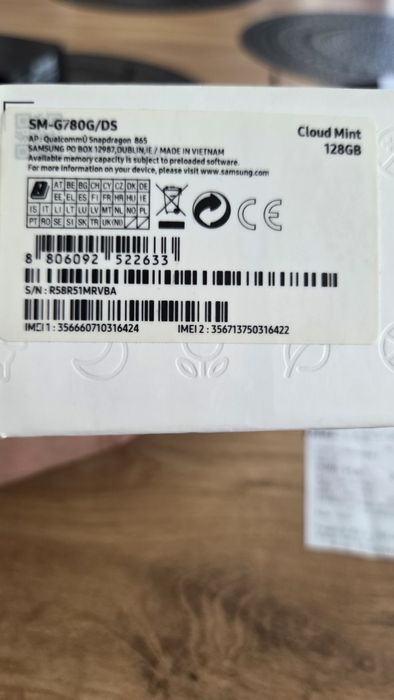 SM-G780G/DS
Cloud Mint
128GB
AP: Qualcomm® Snapdragon 865
SAMSUNG PO BOX 12987,DUBLIN,IE / MADE IN VIETNAM
Available memory capacity is subject to preloaded software.
For more information on your device, please visit www.samsung.com
AT BE BG CH CY CZ DK DE
EE EL ES FI FR HR HU IE
IS IT LI LT LU LV MT NL NO PL
PT RO SE SI SK TR UK(NI)
CE
8 806092 522633
S/N : R58R51MRVBA
IMEI 1 : 356660710316424
IMEI 2 : 356713750316422